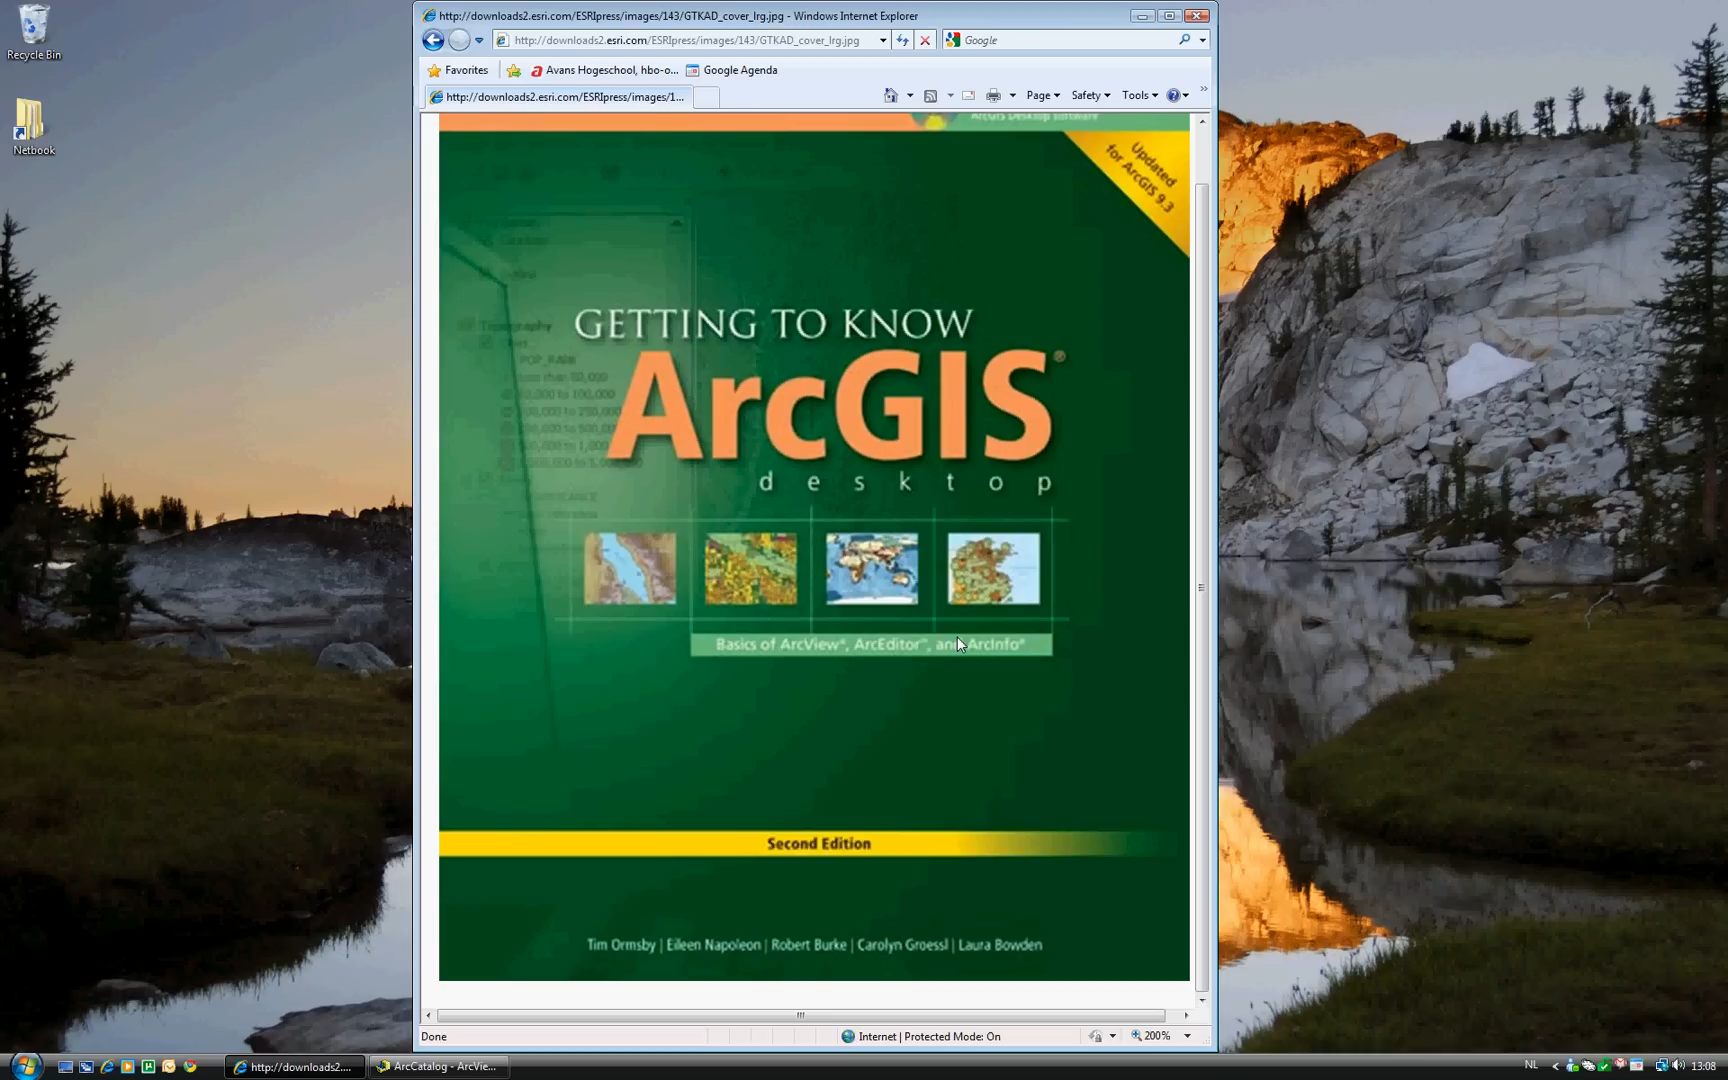 http://downloads2.esri.com/ESRIpress/images/143/GTKAD_cover_lrg.jpg - Windows Internet Explorer
Recycle Bin
http://downloads2.esri.com/ESRIpress/images/143/GTKAD_cover_lrg.jpg
Google
Favorites
Avans Hogeschool, hbo-o...
Google Agenda
http://downloads2.esri.com/ESRIpress/images/1...
Page
Safety
Tools
Netbook
ArcGIS Desktop software
Updated
for ArcGIS 9.3
GETTING TO KNOW
ArcGIS®
desktop
Basics of ArcView®, ArcEditor™, and ArcInfo®
Second Edition
Tim Ormsby | Eileen Napoleon | Robert Burke | Carolyn Groessl | Laura Bowden
Done
Internet | Protected Mode: On
200%
http://downloads2....
ArcCatalog - ArcVie...
NL
13:08